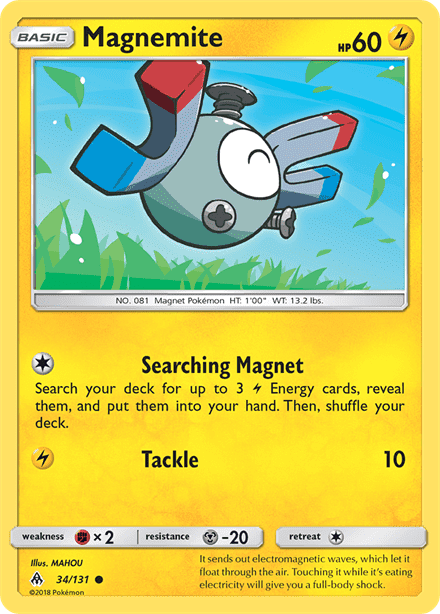 BASIC Magnemite HP60
NO. 081 Magnet Pokémon HT: 1'00" WT: 13.2 lbs.
Searching Magnet
Search your deck for up to 3 Energy cards, reveal
them, and put them into your hand. Then, shuffle your
deck.
Tackle 10
weakness ×2 resistance -20 retreat
Illus. MAHOU
34/131
©2018 Pokémon
It sends out electromagnetic waves, which let it
float through the air. Touching it while it's eating
electricity will give you a full-body shock.